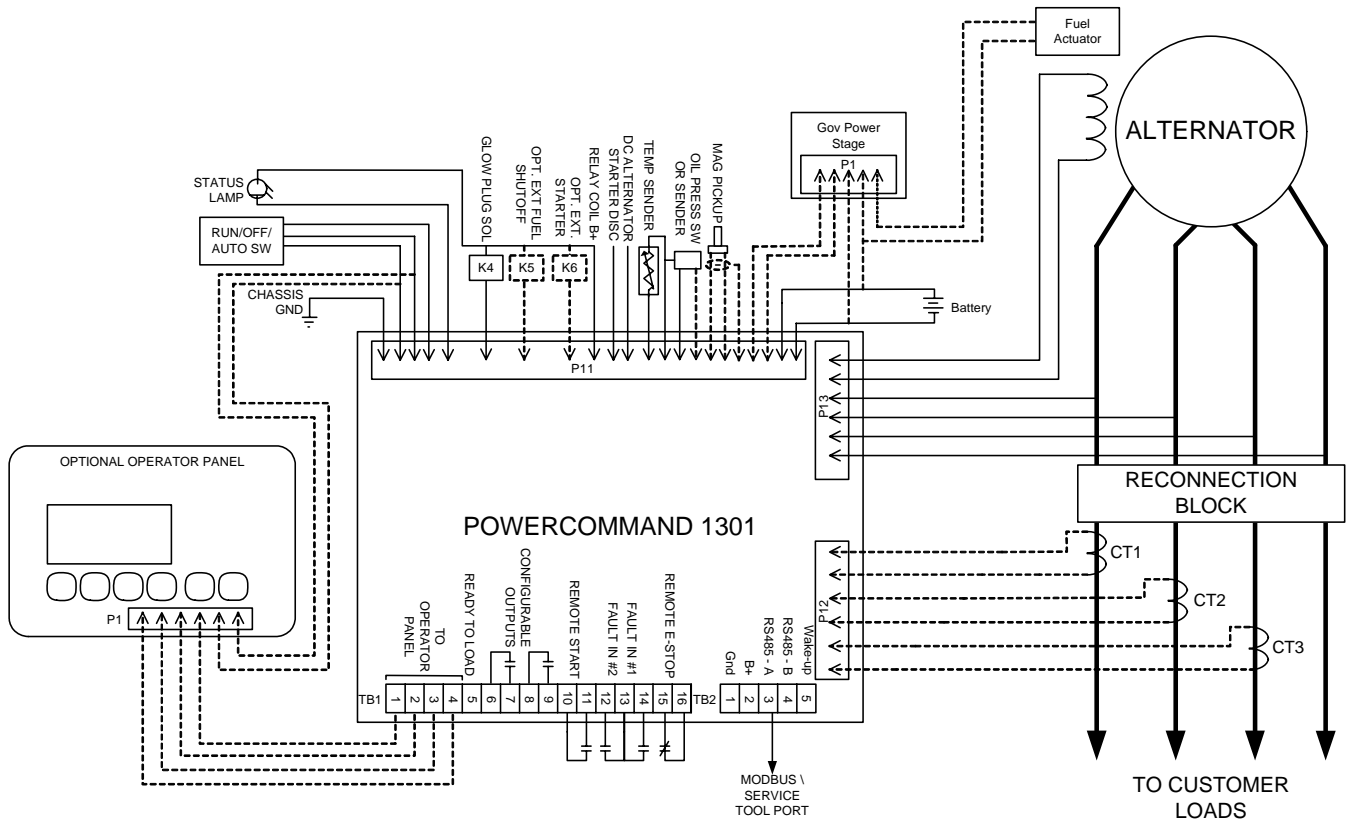 Fuel
Actuator
ALTERNATOR
Gov Power
Stage
P1
STATUS
LAMP
RUN/OFF/
AUTO SW
CHASSIS
GND
GLOW PLUG SOL
OPT. EXT FUEL
SHUTOFF
OPT. EXT.
STARTER
RELAY COIL B+
STARTER DISC
DC ALTERNATOR
TEMP SENDER
OIL PRESS SW
OR SENDER
MAG PICKUP
K4
K5
K6
Battery
P11
P13
OPTIONAL OPERATOR PANEL
P1
POWERCOMMAND 1301
RECONNECTION
BLOCK
CT1
CT2
CT3
P12
TO
OPERATOR
PANEL
READY TO LOAD
CONFIGURABLE
OUTPUTS
REMOTE START
FAULT IN #2
FAULT IN #1
REMOTE E-STOP
Gnd
B+
RS485 - A
RS485 - B
Wake-up
TB1
1 2 3 4 5 6 7 8 9 10 11 12 13 14 15 16
TB2
1 2 3 4 5
MODBUS \
SERVICE
TOOL PORT
TO CUSTOMER
LOADS